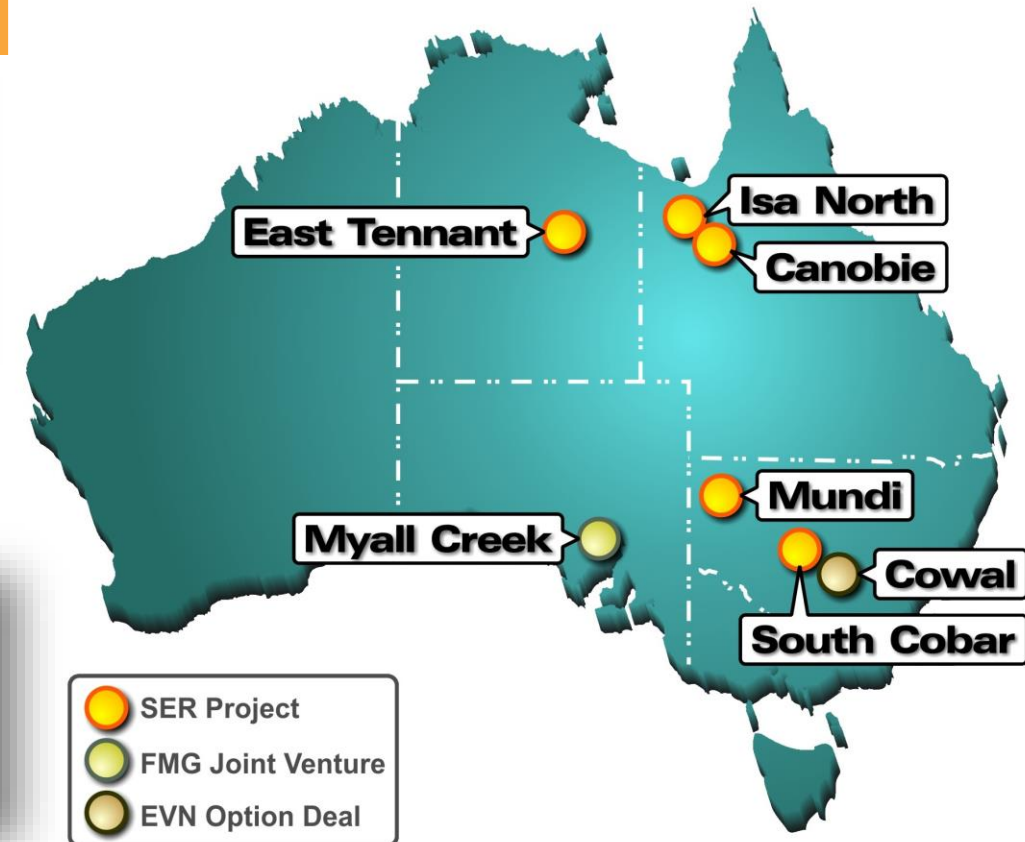 Isa North
East Tennant
Canobie
Mundi
Myall Creek
Cowal
South Cobar
SER Project
FMG Joint Venture
EVN Option Deal